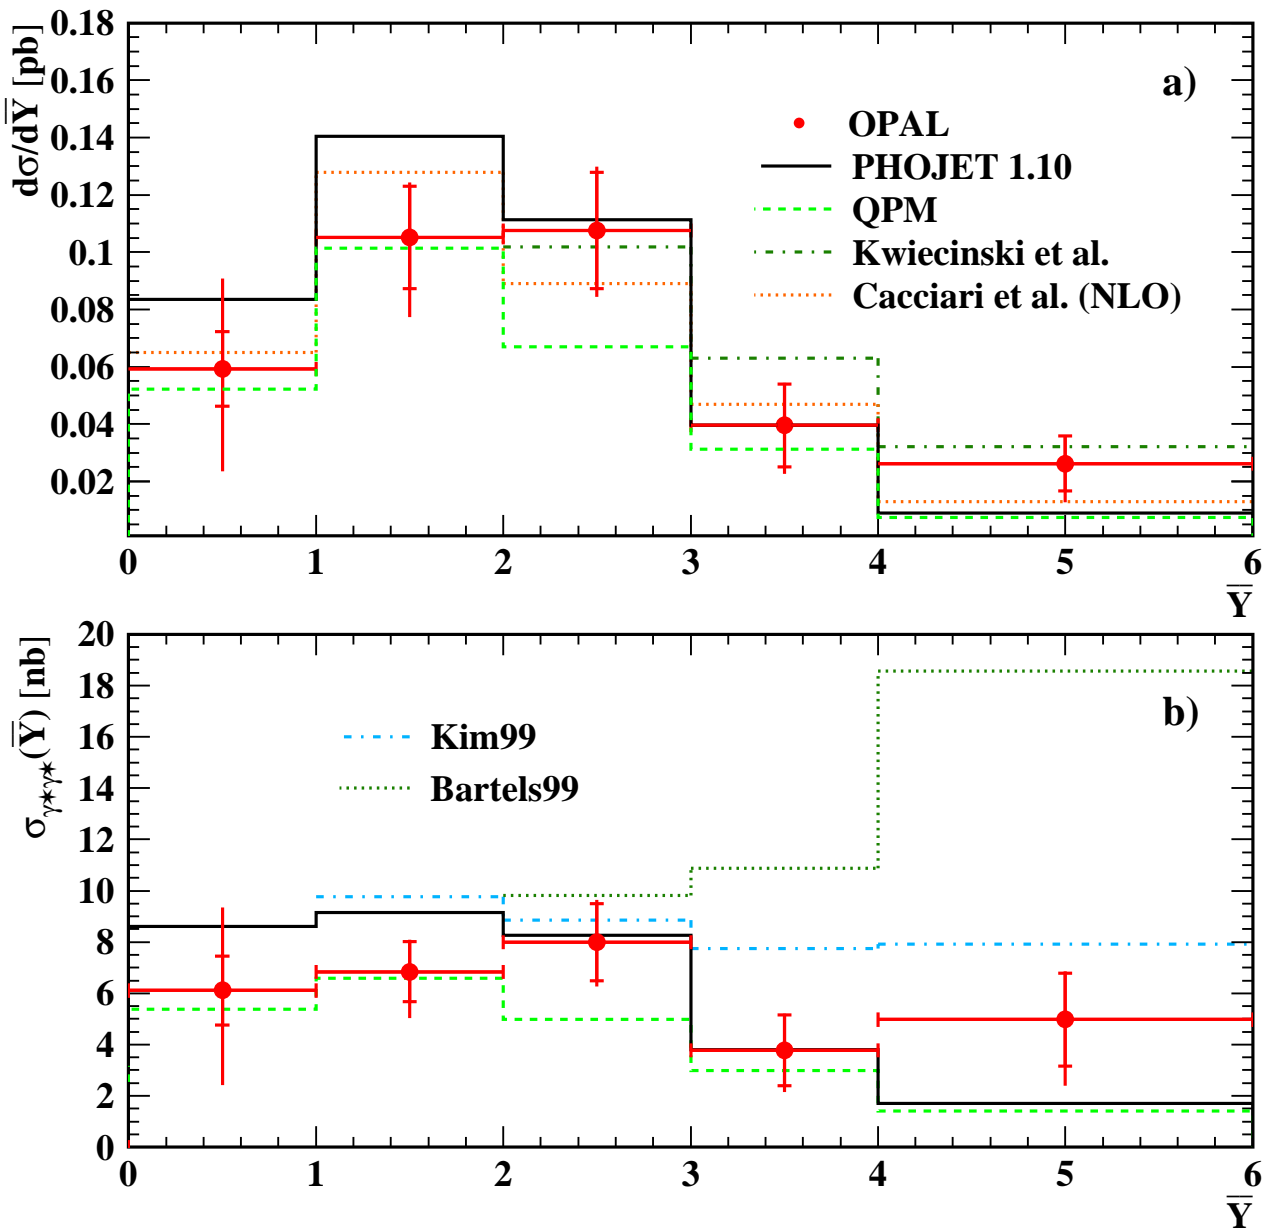 0.18
0.16
0.14
0.12
0.1
0.08
0.06
0.04
0.02
dσ/dY̅ [pb]
a)
OPAL
PHOJET 1.10
QPM
Kwiecinski et al.
Cacciari et al. (NLO)
0 1 2 3 4 5 6
Y̅
20
18
16
14
12
10
8
6
4
2
0
σγ*γ*(Y̅) [nb]
b)
Kim99
Bartels99
0 1 2 3 4 5 6
Y̅